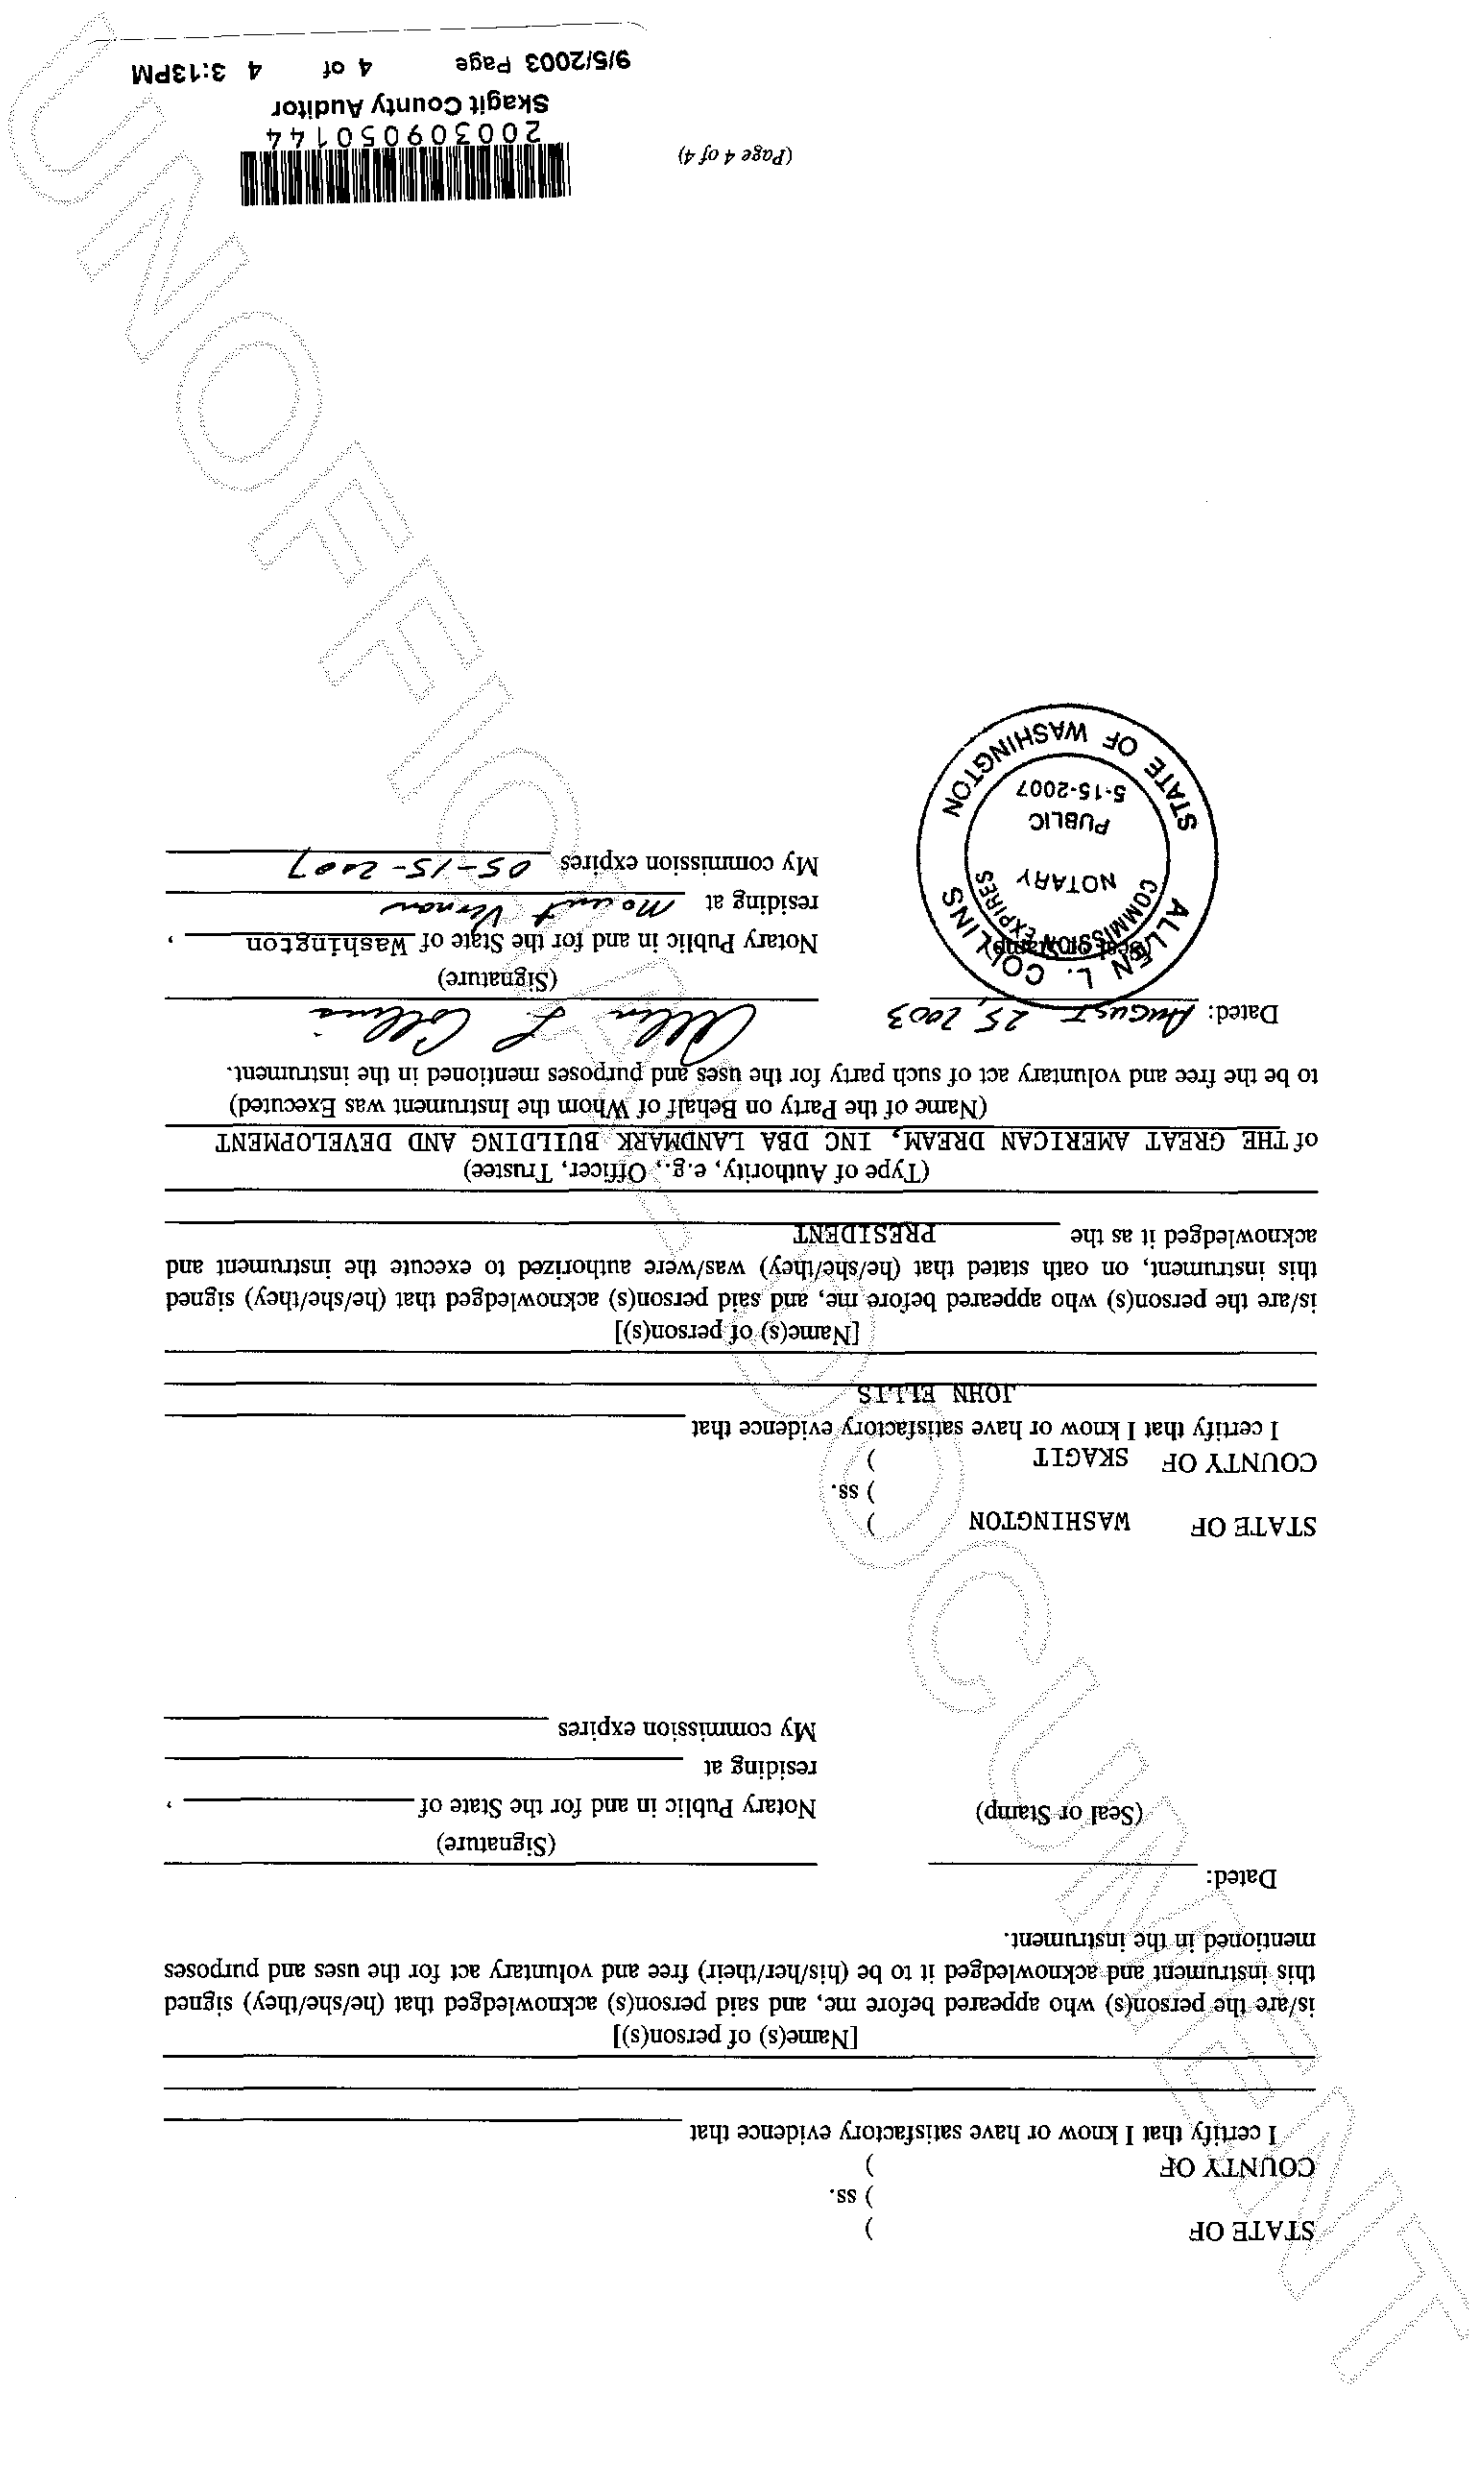 STATE OF )
) ss.
COUNTY OF )
I certify that I know or have satisfactory evidence that
[Name(s) of person(s)]
is/are the person(s) who appeared before me, and said person(s) acknowledged that (he/she/they) signed
this instrument and acknowledged it to be (his/her/their) free and voluntary act for the uses and purposes
mentioned in the instrument.
Dated:
(Signature)
(Seal or Stamp)
Notary Public in and for the State of ,
residing at
My commission expires
STATE OF WASHINGTON )
) ss.
COUNTY OF SKAGIT )
I certify that I know or have satisfactory evidence that
JOHN ELLIS
[Name(s) of person(s)]
is/are the person(s) who appeared before me, and said person(s) acknowledged that (he/she/they) signed
this instrument, on oath stated that (he/she/they) was/were authorized to execute the instrument and
acknowledged it as the PRESIDENT
(Type of Authority, e.g., Officer, Trustee)
of THE GREAT AMERICAN DREAM, INC DBA LANDMARK BUILDING AND DEVELOPMENT
(Name of the Party on Behalf of Whom the Instrument was Executed)
to be the free and voluntary act of such party for the uses and purposes mentioned in the instrument.
Dated: August 25, 2003
Allen L Collins
(Signature)
(Seal or Stamp)
Notary Public in and for the State of Washington ,
residing at Mount Vernon
My commission expires 05-15-2007
ALLEN L. COLLINS
COMMISSION EXPIRES
NOTARY
PUBLIC
5-15-2007
STATE OF WASHINGTON
(Page 4 of 4)
200309050144
Skagit County Auditor
9/5/2003 Page 4 of 4 3:13PM
UNOFFICIAL DOCUMENT